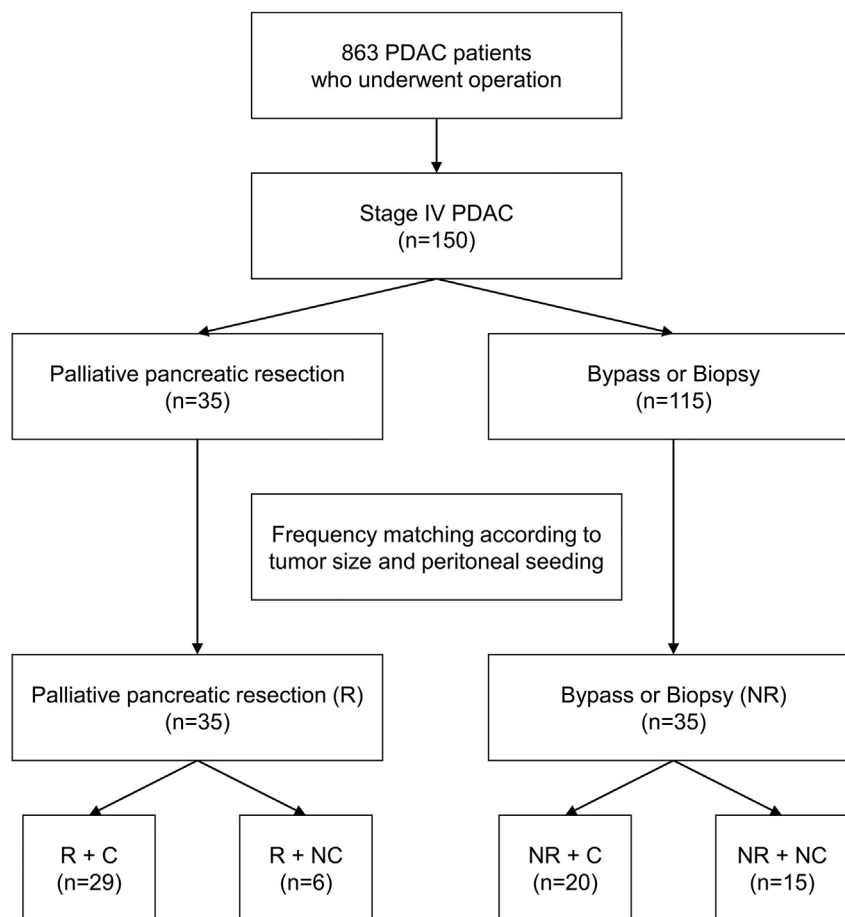 863 PDAC patients
who underwent operation
Stage IV PDAC
(n=150)
Palliative pancreatic resection
(n=35)
Bypass or Biopsy
(n=115)
Frequency matching according to
tumor size and peritoneal seeding
Palliative pancreatic resection (R)
(n=35)
Bypass or Biopsy (NR)
(n=35)
R + C
(n=29)
R + NC
(n=6)
NR + C
(n=20)
NR + NC
(n=15)